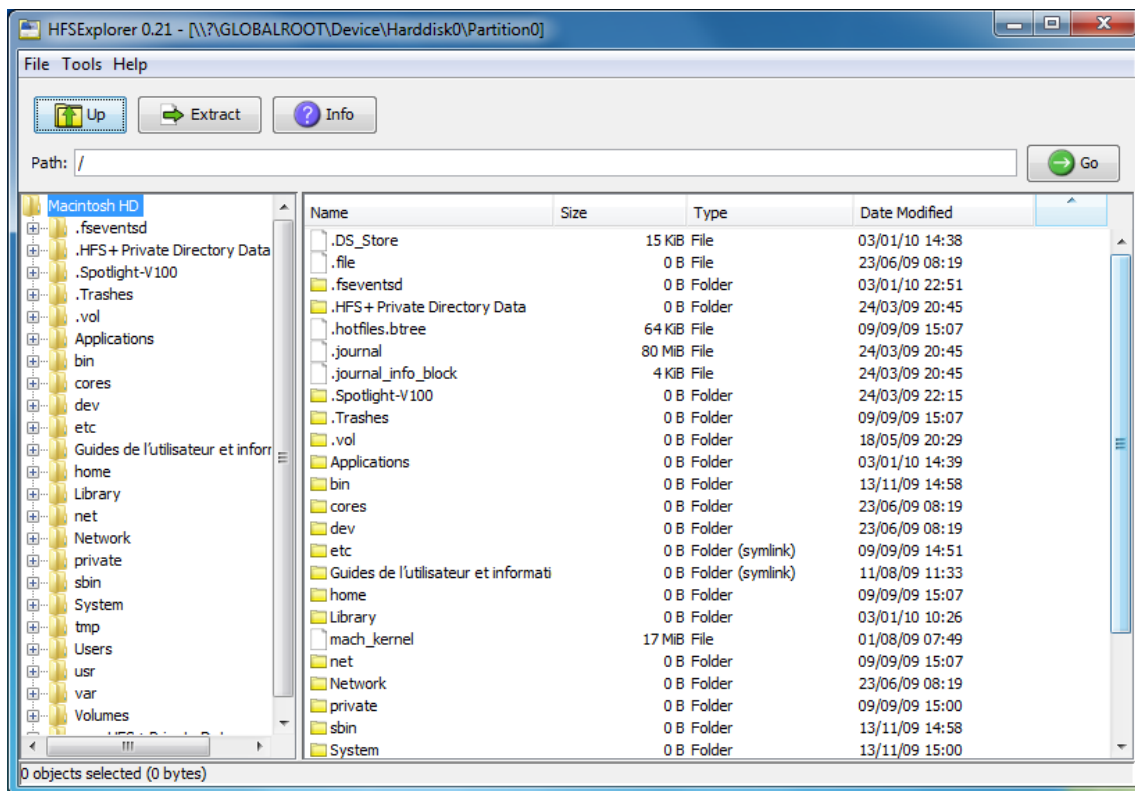 HFSExplorer 0.21 - [\\?\GLOBALROOT\Device\Harddisk0\Partition0]
File Tools Help
Up Extract Info
Path: / Go
Macintosh HD
.fseventsd
.HFS+ Private Directory Data
.Spotlight-V100
.Trashes
.vol
Applications
bin
cores
dev
etc
Guides de l'utilisateur et inforr
home
Library
net
Network
private
sbin
System
tmp
Users
usr
var
Volumes
Name Size Type Date Modified
.DS_Store 15 KiB File 03/01/10 14:38
.file 0 B File 23/06/09 08:19
.fseventsd 0 B Folder 03/01/10 22:51
.HFS+ Private Directory Data 0 B Folder 24/03/09 20:45
.hotfiles.btree 64 KiB File 09/09/09 15:07
.journal 80 MiB File 24/03/09 20:45
.journal_info_block 4 KiB File 24/03/09 20:45
.Spotlight-V100 0 B Folder 24/03/09 22:15
.Trashes 0 B Folder 09/09/09 15:07
.vol 0 B Folder 18/05/09 20:29
Applications 0 B Folder 03/01/10 14:39
bin 0 B Folder 13/11/09 14:58
cores 0 B Folder 23/06/09 08:19
dev 0 B Folder 23/06/09 08:19
etc 0 B Folder (symlink) 09/09/09 14:51
Guides de l'utilisateur et informati 0 B Folder (symlink) 11/08/09 11:33
home 0 B Folder 09/09/09 15:07
Library 0 B Folder 03/01/10 10:26
mach_kernel 17 MiB File 01/08/09 07:49
net 0 B Folder 09/09/09 15:07
Network 0 B Folder 23/06/09 08:19
private 0 B Folder 09/09/09 15:00
sbin 0 B Folder 13/11/09 14:58
System 0 B Folder 13/11/09 15:00
0 objects selected (0 bytes)